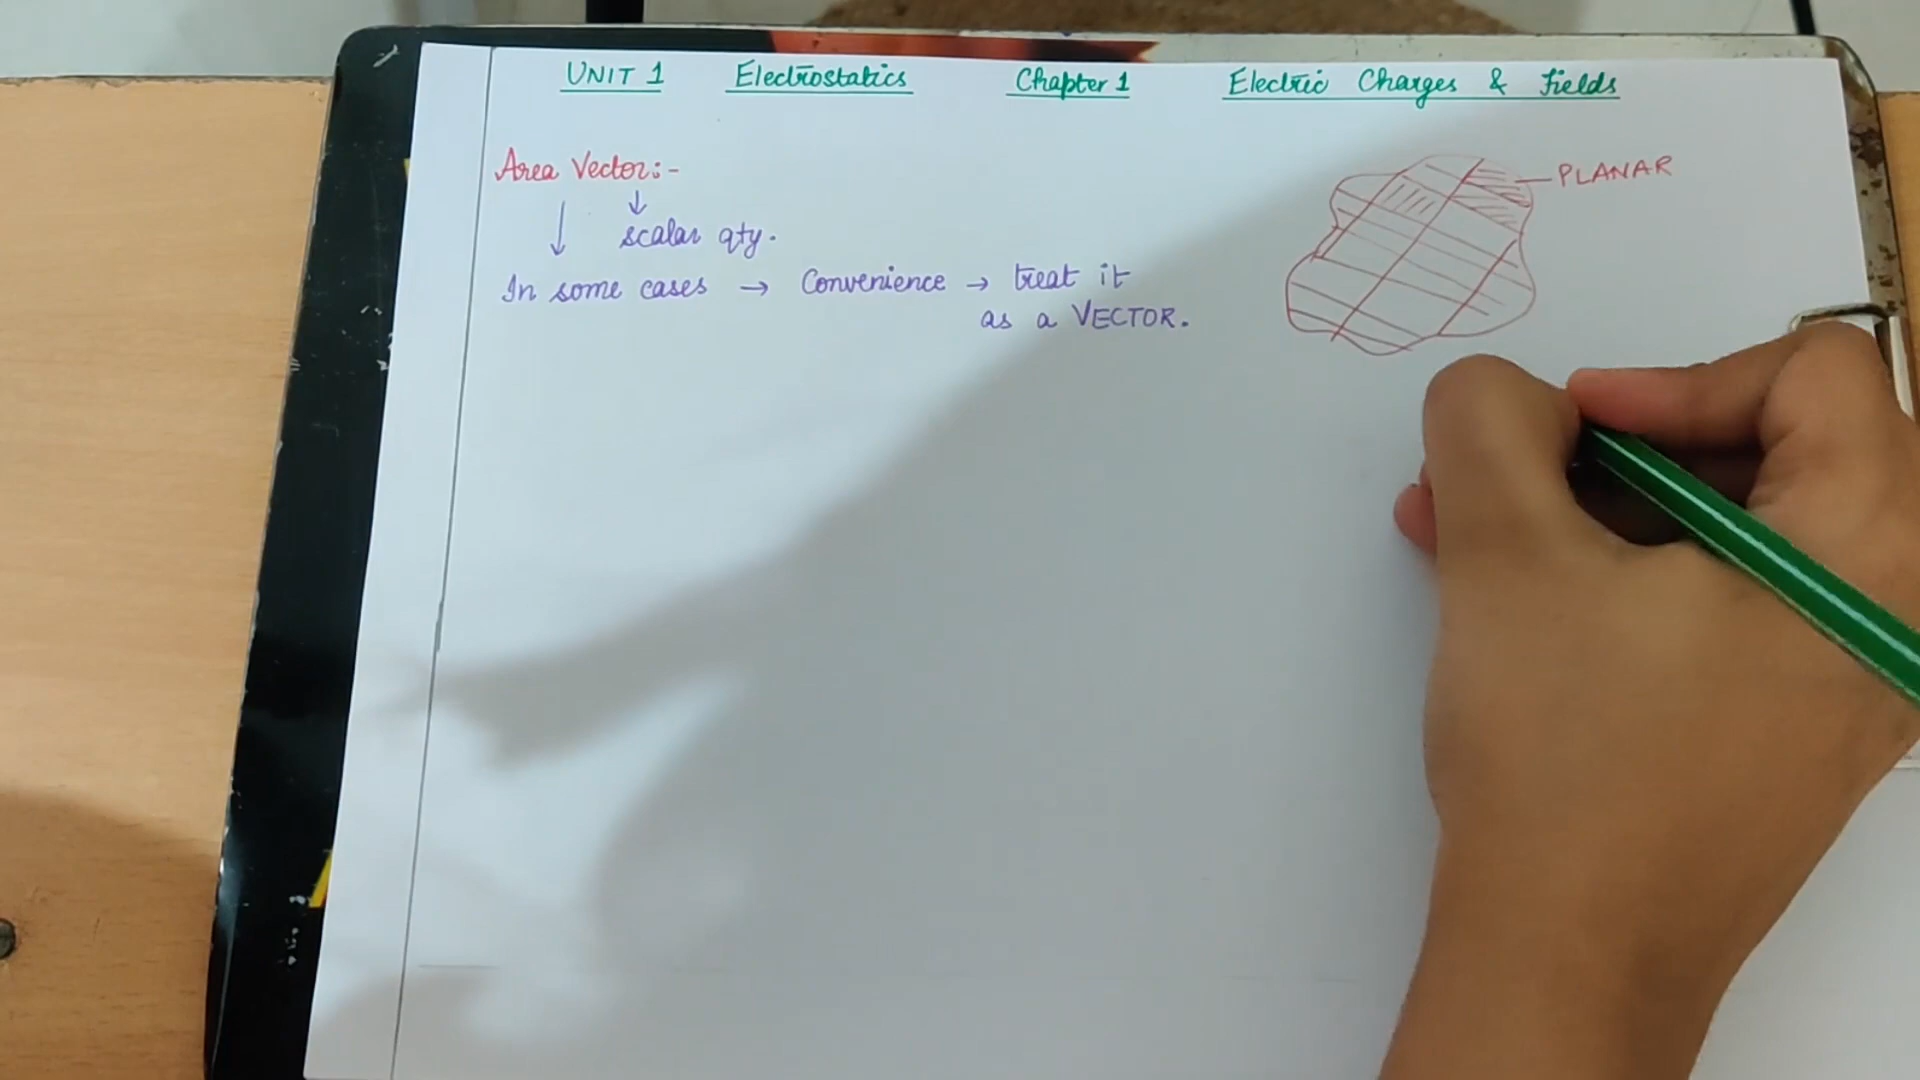 UNIT 1 Electrostatics Chapter 1 Electric Charges & Fields
Area Vector:-
↓ ↓
scalar qty.
In some cases → Convenience → treat it
as a VECTOR.
PLANAR